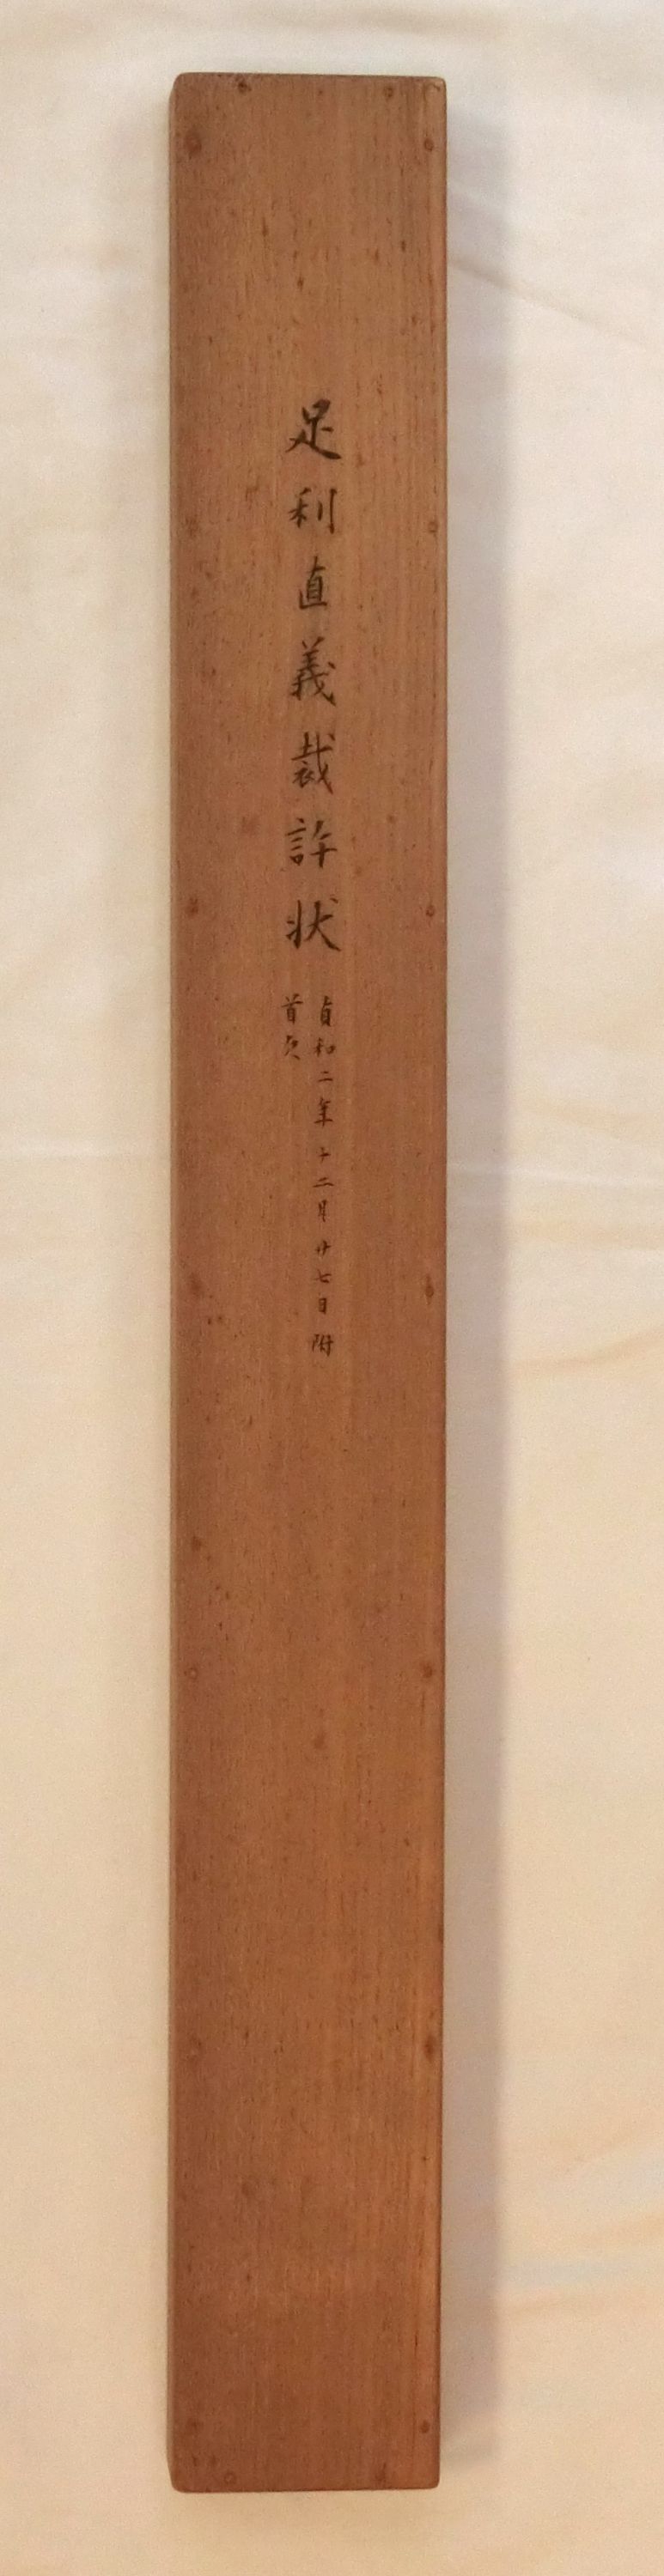 足利直義裁許状
貞和二年十二月廿七日附
首欠